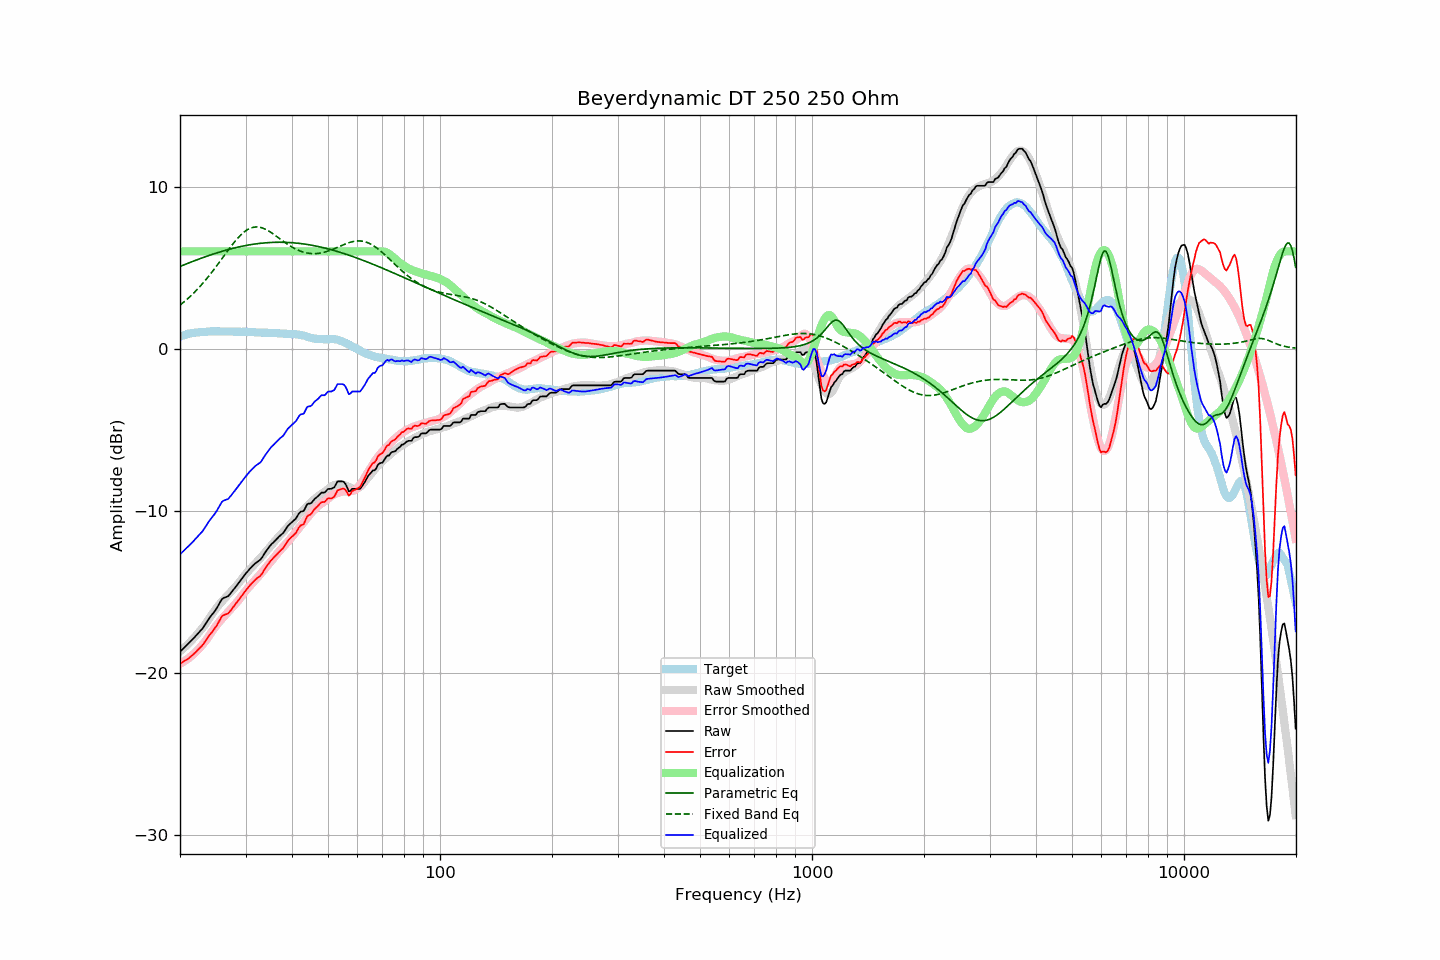 Beyerdynamic DT 250 250 Ohm
Amplitude (dBr)
10
0
−10
−20
−30
Target
Raw Smoothed
Error Smoothed
Raw
Error
Equalization
Parametric Eq
Fixed Band Eq
Equalized
100
1000
10000
Frequency (Hz)